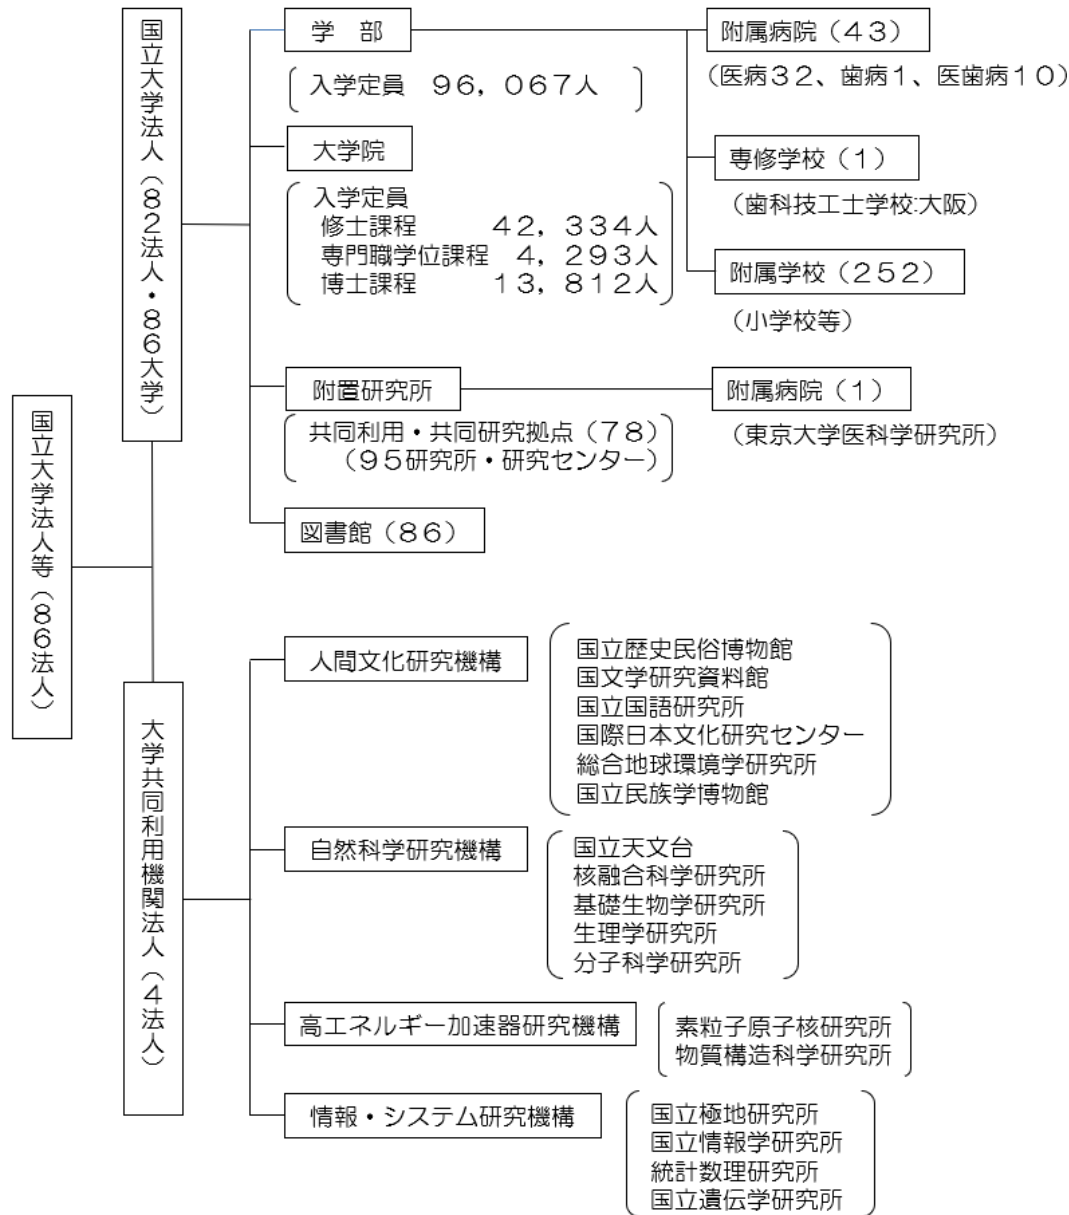 国立大学法人等（８６法人）
国立大学法人（８２法人・８６大学）
学　部
入学定員　９６，０６７人
附属病院（４３）
（医病３２、歯病１、医歯病１０）
専修学校（１）
（歯科技工士学校:大阪）
附属学校（２５２）
（小学校等）
大学院
入学定員
修士課程　４２，３３４人
専門職学位課程　４，２９３人
博士課程　１３，８１２人
附置研究所
共同利用・共同研究拠点（７８）
（９５研究所・研究センター）
附属病院（１）
（東京大学医科学研究所）
図書館（８６）
大学共同利用機関法人（４法人）
人間文化研究機構
国立歴史民俗博物館
国文学研究資料館
国立国語研究所
国際日本文化研究センター
総合地球環境学研究所
国立民族学博物館
自然科学研究機構
国立天文台
核融合科学研究所
基礎生物学研究所
生理学研究所
分子科学研究所
高エネルギー加速器研究機構
素粒子原子核研究所
物質構造科学研究所
情報・システム研究機構
国立極地研究所
国立情報学研究所
統計数理研究所
国立遺伝学研究所